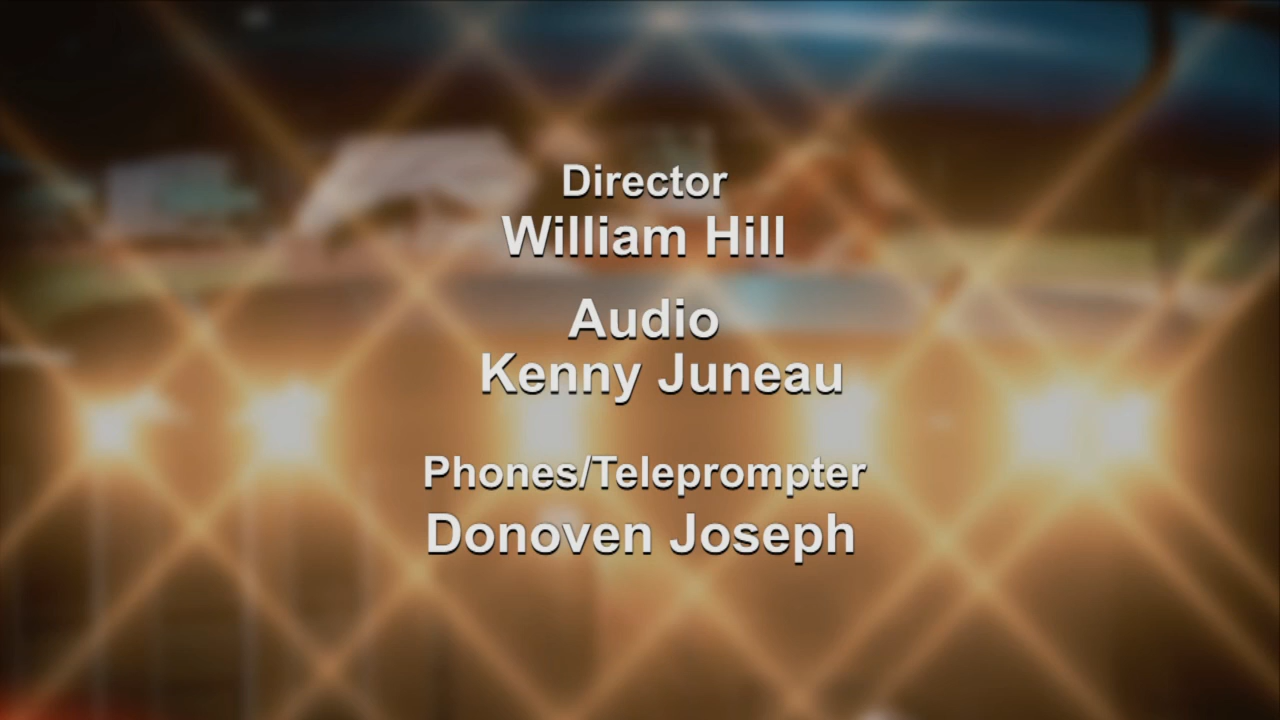 Director
William Hill
Audio
Kenny Juneau
Phones/Teleprompter
Donoven Joseph